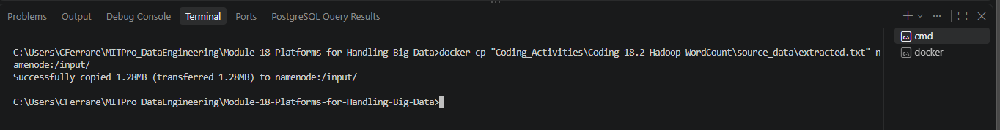 Problems Output Debug Console Terminal Ports PostgreSQL Query Results
cmd
docker
C:\Users\CFerrare\MITPro_DataEngineering\Module-18-Platforms-for-Handling-Big-Data>docker cp "Coding_Activities\Coding-18.2-Hadoop-WordCount\source_data\extracted.txt" n
amenode:/input/
Successfully copied 1.28MB (transferred 1.28MB) to namenode:/input/
C:\Users\CFerrare\MITPro_DataEngineering\Module-18-Platforms-for-Handling-Big-Data>